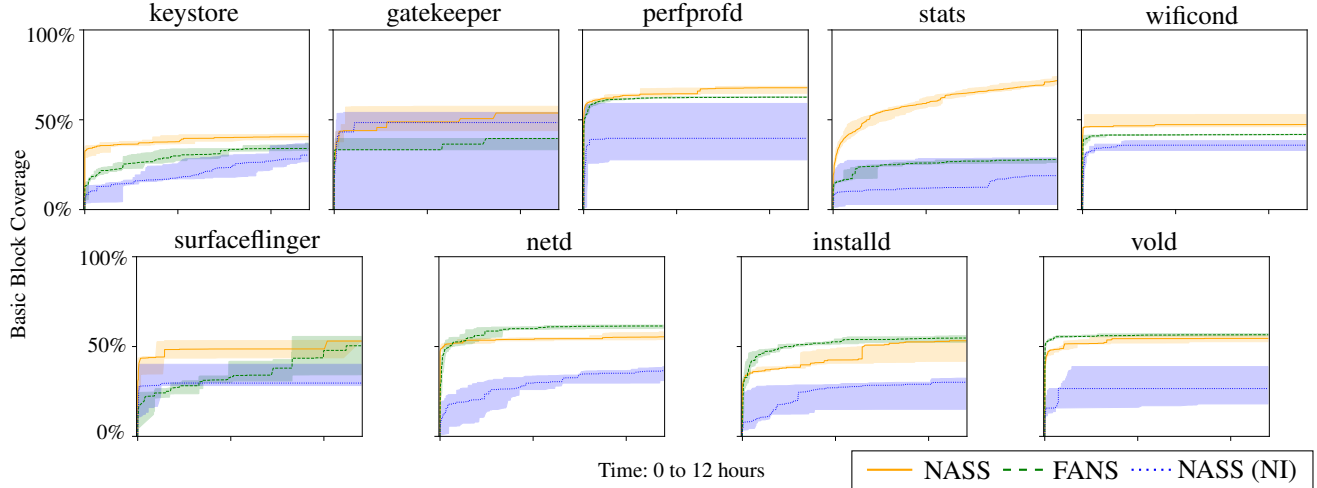 keystore gatekeeper perfprofd stats wificond
100%
50%
0%
surfaceflinger netd installd vold
100%
50%
0%
Basic Block Coverage
Time: 0 to 12 hours
NASS FANS NASS (NI)